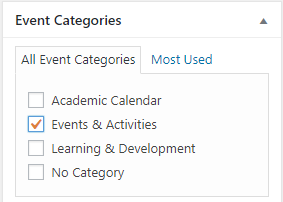 Event Categories
All Event Categories
Most Used
Academic Calendar
Events & Activities
Learning & Development
No Category